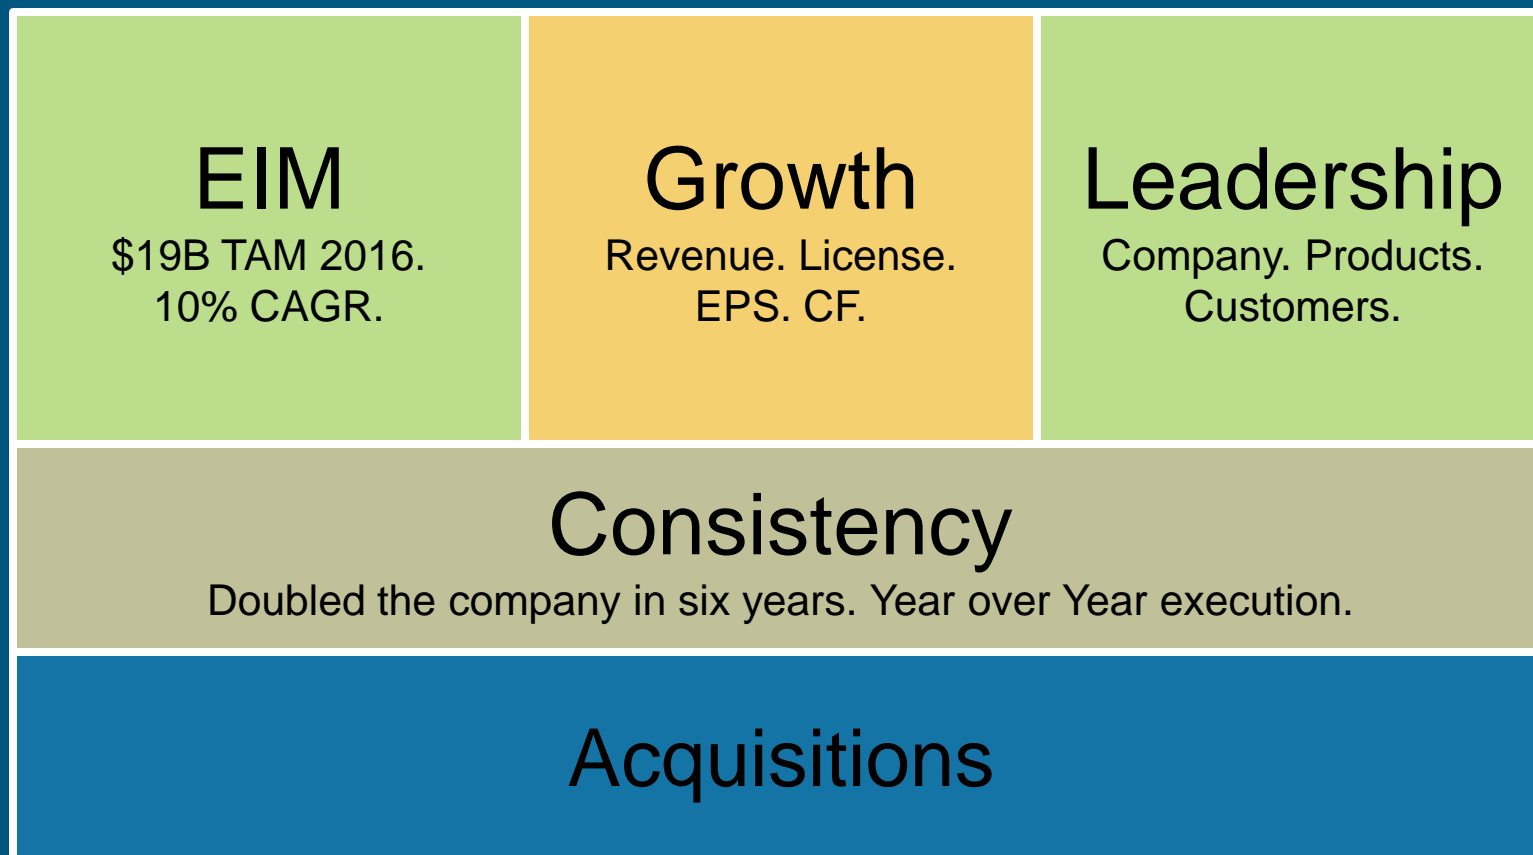 EIM
$19B TAM 2016.
10% CAGR.
Growth
Revenue. License.
EPS. CF.
Leadership
Company. Products.
Customers.
Consistency
Doubled the company in six years. Year over Year execution.
Acquisitions